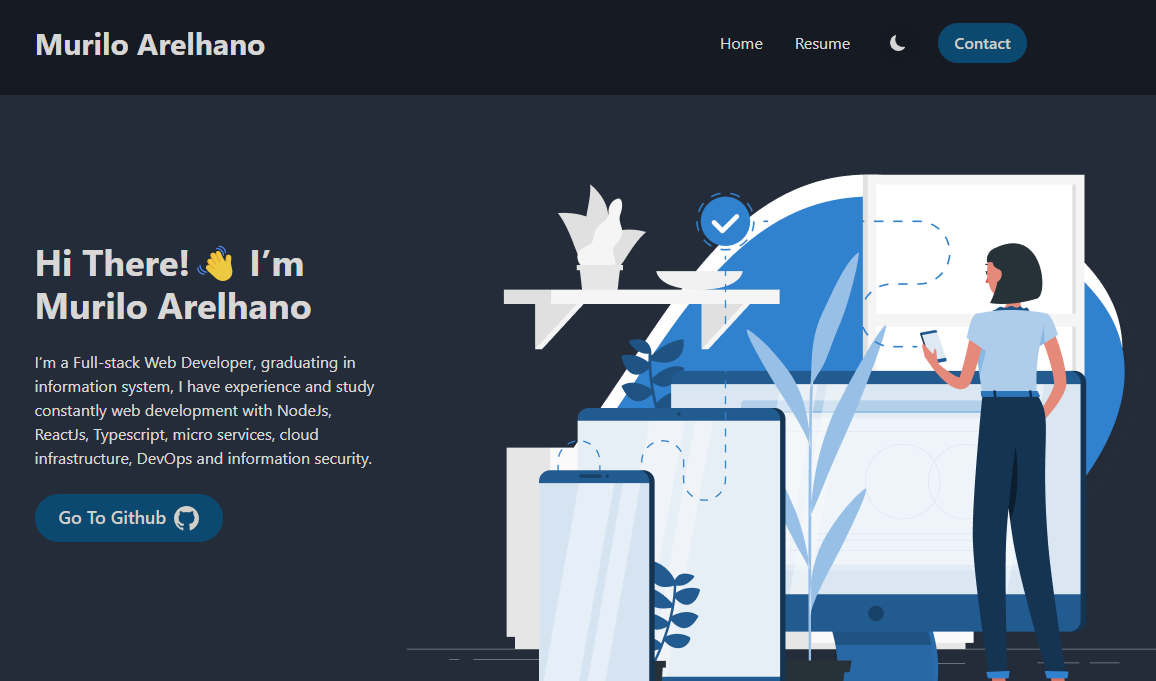 Murilo Arelhano
Home
Resume
Contact
Hi There! 👋 I’m
Murilo Arelhano
I’m a Full-stack Web Developer, graduating in
information system, I have experience and study
constantly web development with NodeJs,
ReactJs, Typescript, micro services, cloud
infrastructure, DevOps and information security.
Go To Github